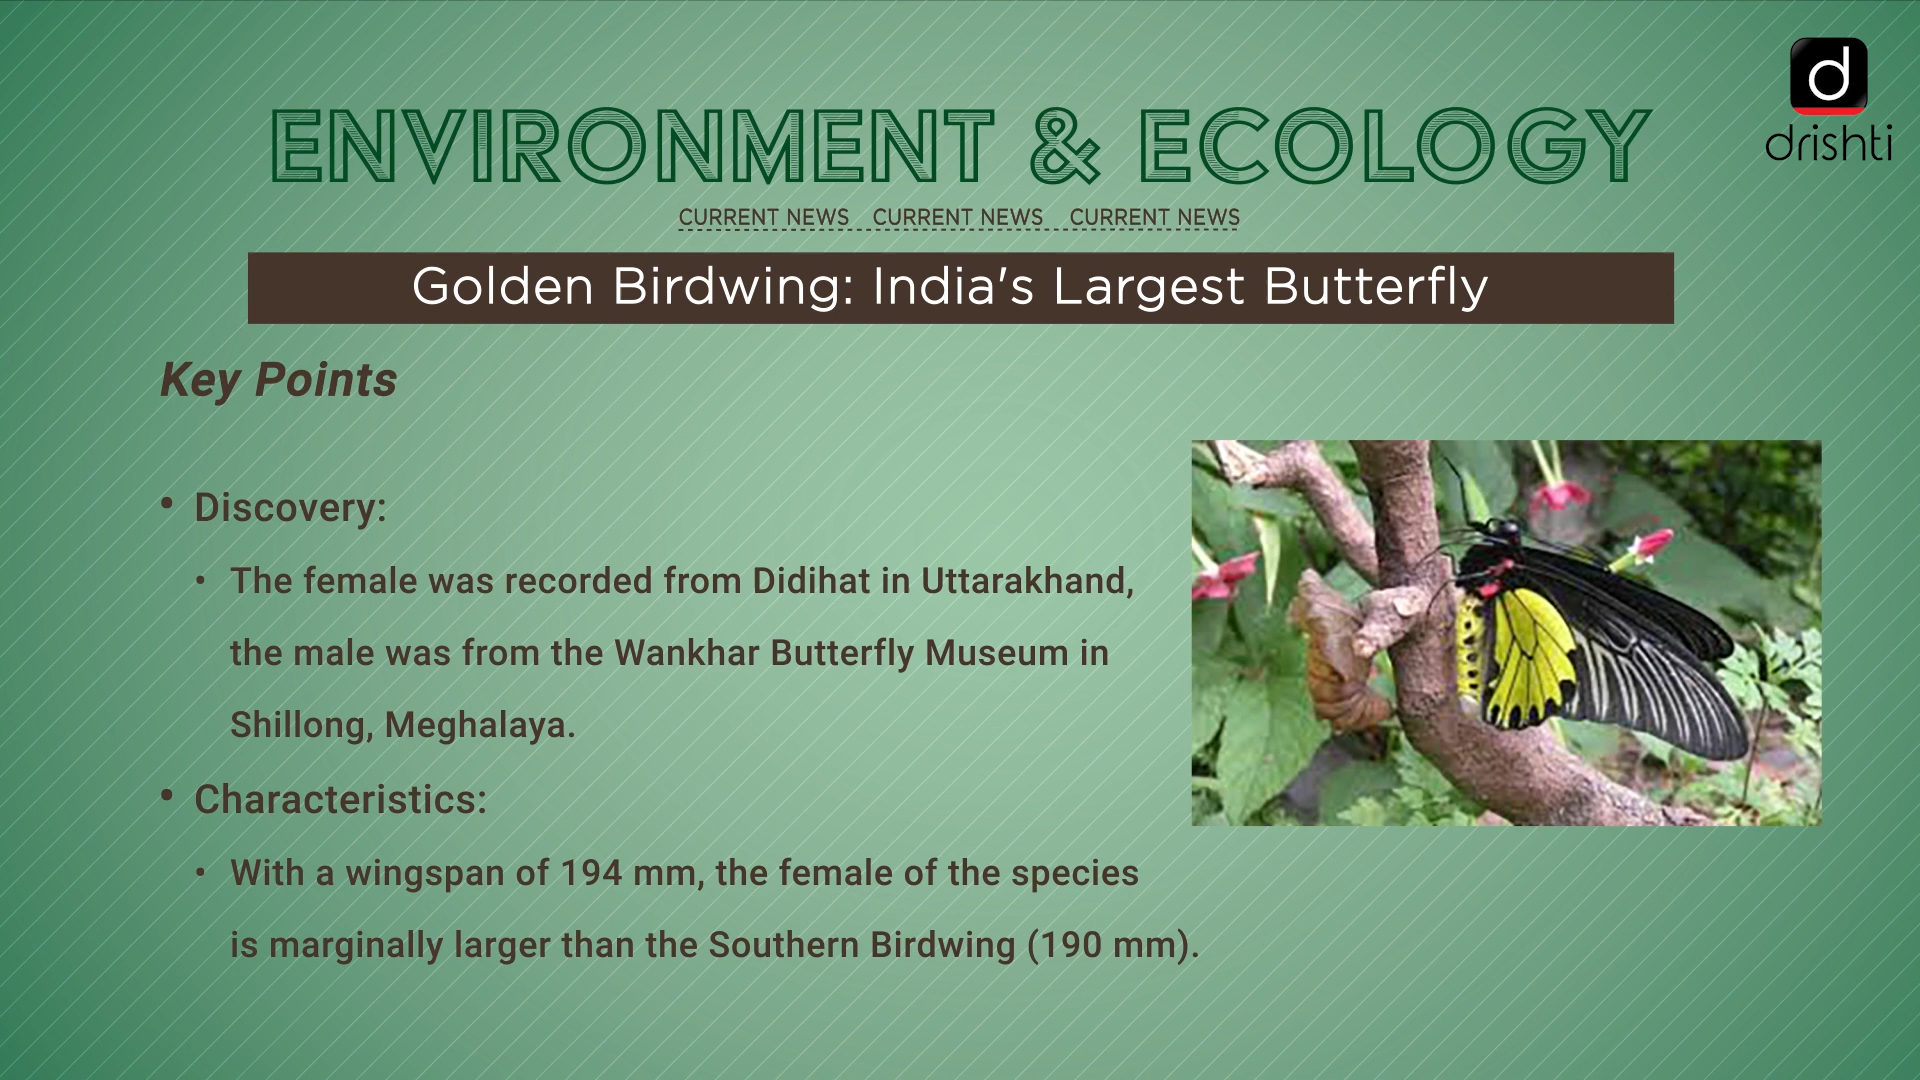 d
drishti
ENVIRONMENT & ECOLOGY
CURRENT NEWS CURRENT NEWS CURRENT NEWS
Golden Birdwing: India's Largest Butterfly
Key Points
• Discovery:
• The female was recorded from Didihat in Uttarakhand,
the male was from the Wankhar Butterfly Museum in
Shillong, Meghalaya.
• Characteristics:
• With a wingspan of 194 mm, the female of the species
is marginally larger than the Southern Birdwing (190 mm).